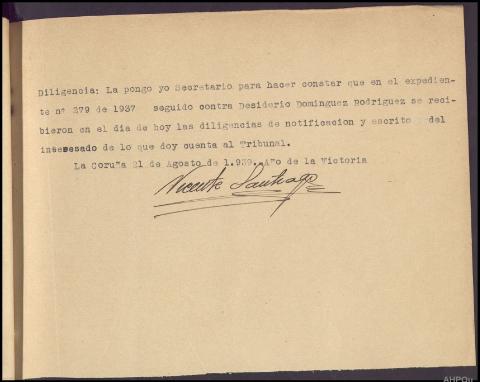 Diligencia: La pongo yo Secretario para hacer constar que en el expedien-
te nº 279 de 1937 seguido contra Desiderio Dominguez Rodriguez se reci-
bieron en el dia de hoy las diligencias de notificacion y escrito del
interesado de lo que doy cuenta al Tribunal.
La Coruña 21 de Agosto de 1.939. Año de la Victoria
Vicente Santiago
AHPOu